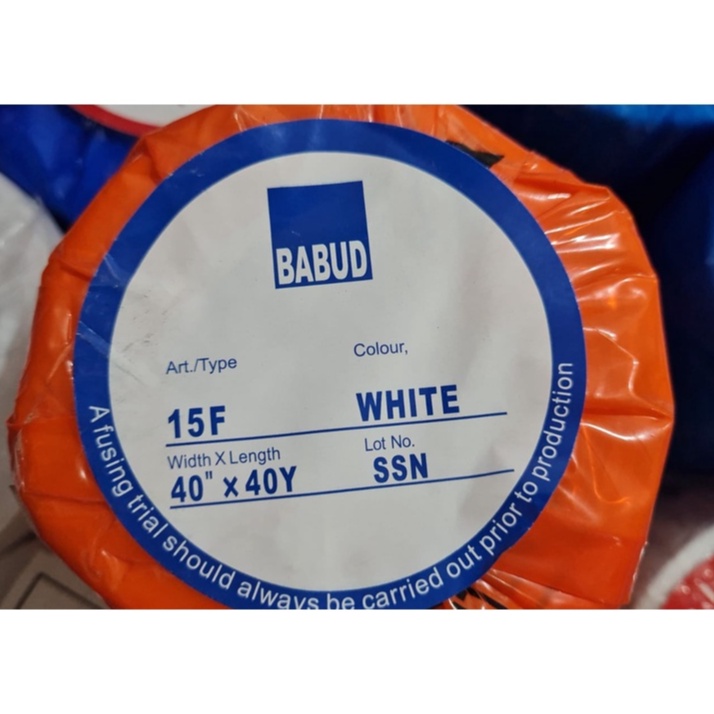 BABUD
Art./Type
Colour,
15F
WHITE
Width X Length
Lot No.
40" x 40Y
SSN
A fusing trial should always be carried out prior to production